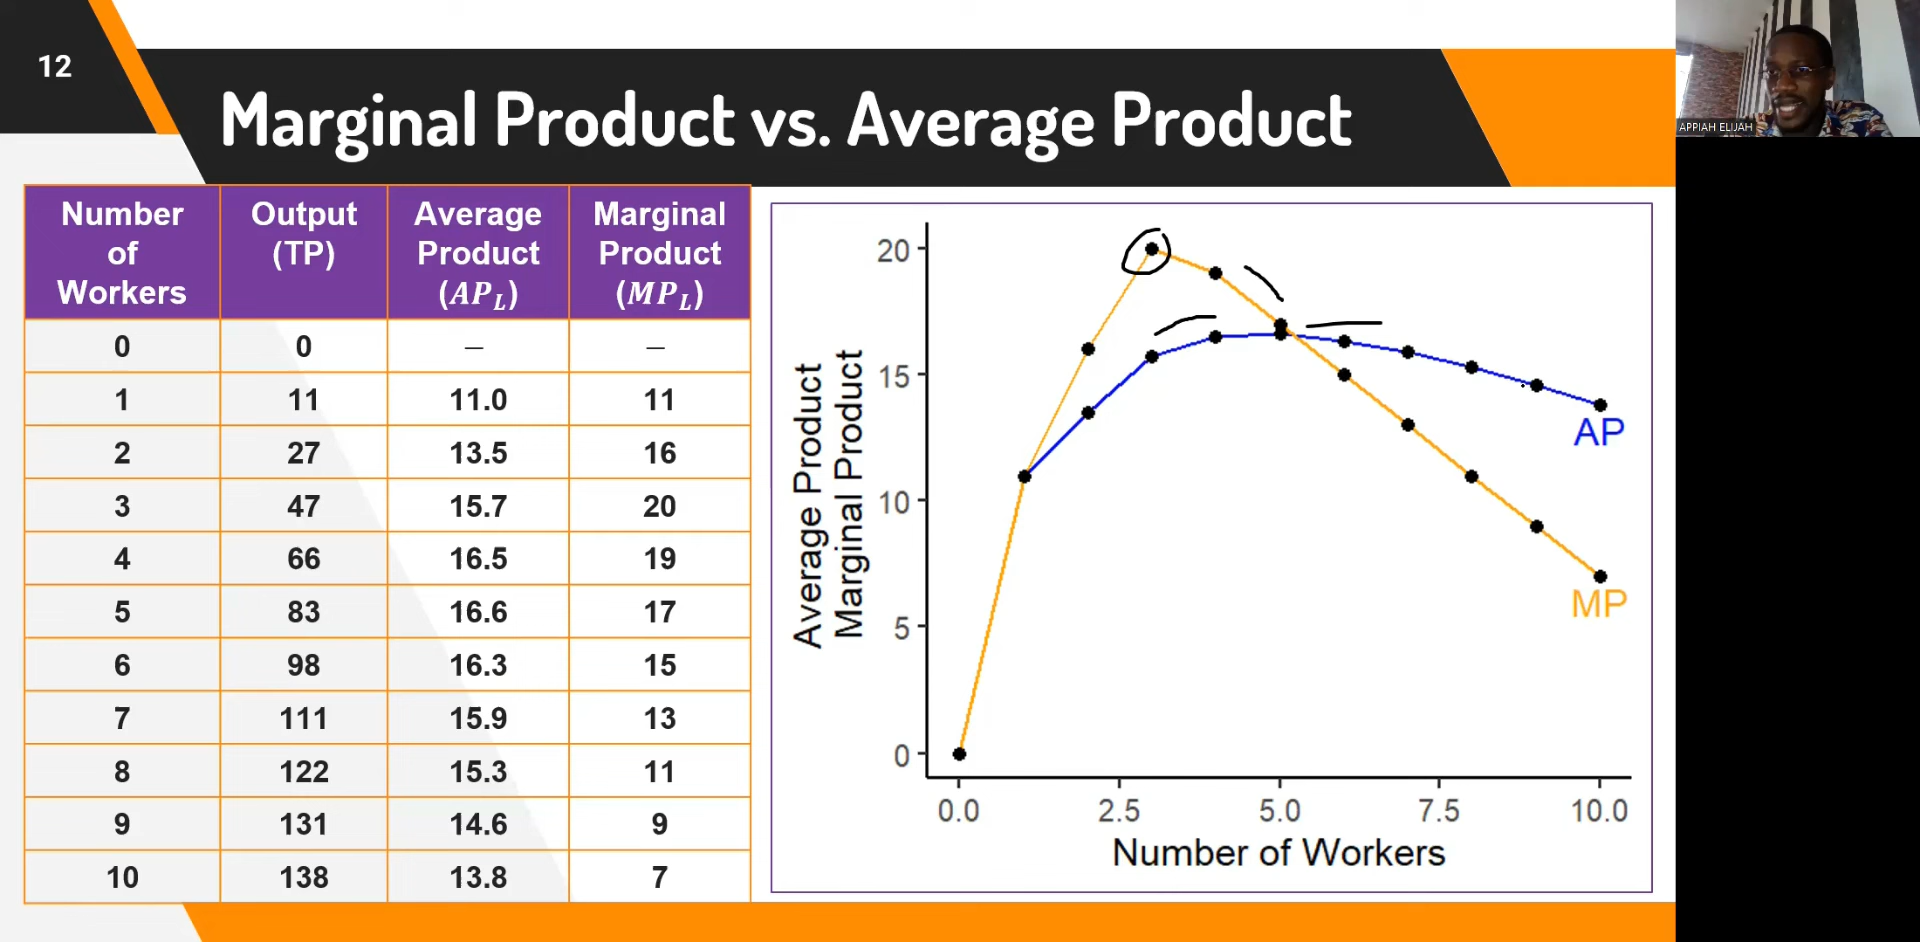 12
Marginal Product vs. Average Product
APPIAH ELIJAH
Number of Workers | Output (TP) | Average Product (AP_L) | Marginal Product (MP_L)
0 | 0 | – | –
1 | 11 | 11.0 | 11
2 | 27 | 13.5 | 16
3 | 47 | 15.7 | 20
4 | 66 | 16.5 | 19
5 | 83 | 16.6 | 17
6 | 98 | 16.3 | 15
7 | 111 | 15.9 | 13
8 | 122 | 15.3 | 11
9 | 131 | 14.6 | 9
10 | 138 | 13.8 | 7
Average Product
Marginal Product
20
15
10
5
0
AP
MP
0.0 2.5 5.0 7.5 10.0
Number of Workers